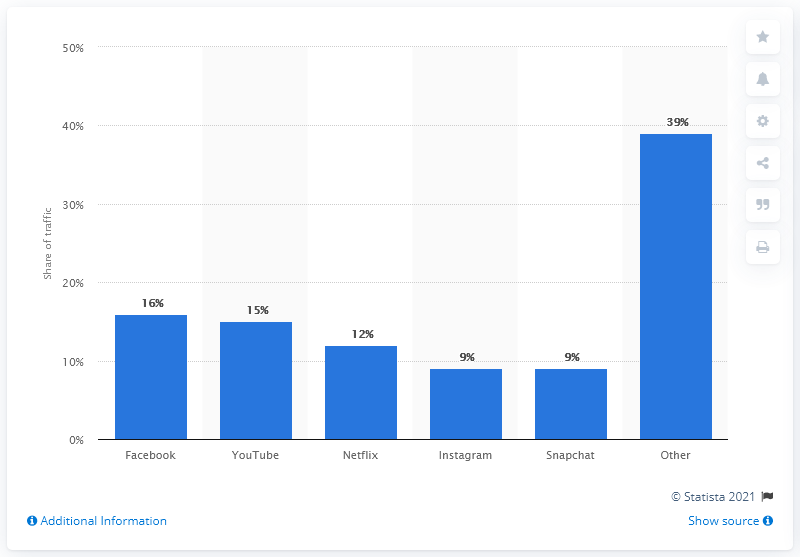 50%
40%
30%
20%
10%
0%
Share of traffic
16%
15%
12%
9%
9%
39%
Facebook
YouTube
Netflix
Instagram
Snapchat
Other
© Statista 2021
Additional Information
Show source